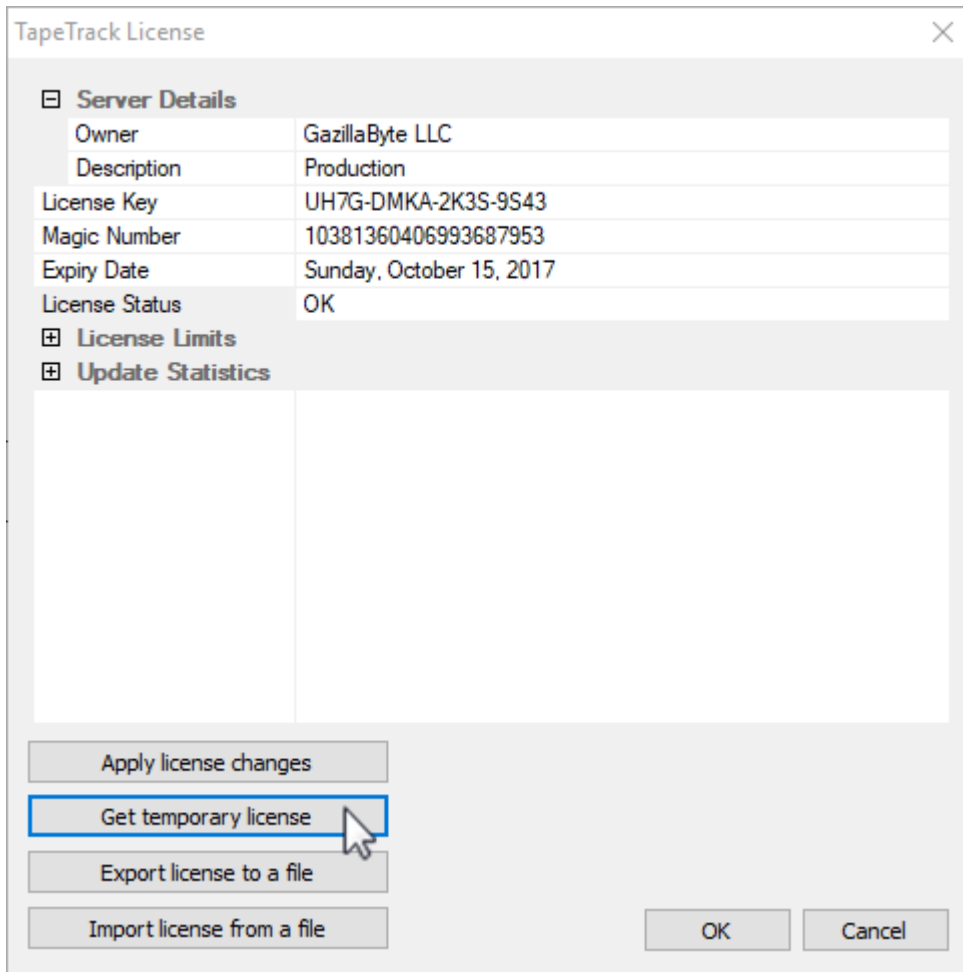 TapeTrack License
Server Details
Owner GazillaByte LLC
Description Production
License Key UH7G-DMKA-2K3S-9S43
Magic Number 10381360406993687953
Expiry Date Sunday, October 15, 2017
License Status OK
License Limits
Update Statistics
Apply license changes
Get temporary license
Export license to a file
Import license from a file
OK Cancel